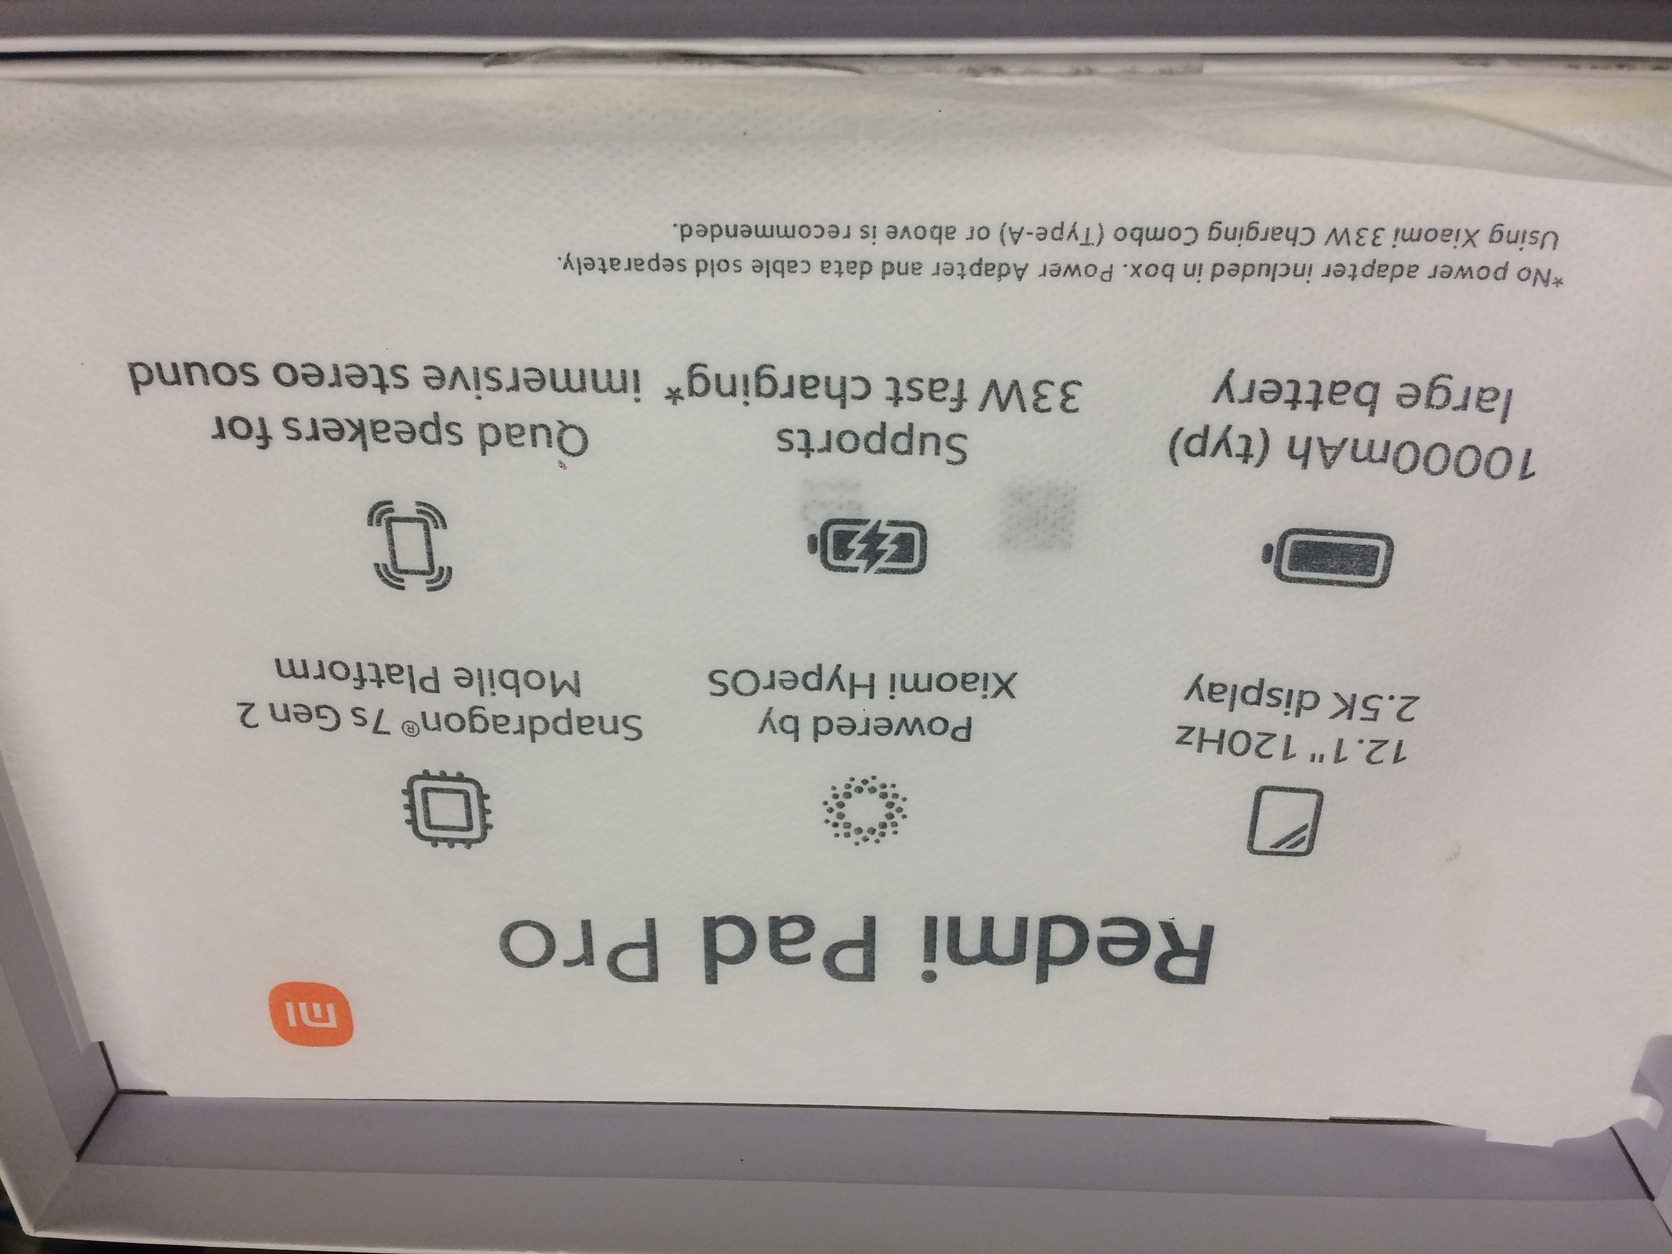 mi
Redmi Pad Pro
12.1" 120Hz
2.5K display
Powered by
Xiaomi HyperOS
Snapdragon® 7s Gen 2
Mobile Platform
10000mAh (typ)
large battery
Supports
33W fast charging*
Quad speakers for
immersive stereo sound
*No power adapter included in box. Power Adapter and data cable sold separately.
Using Xiaomi 33W Charging Combo (Type-A) or above is recommended.